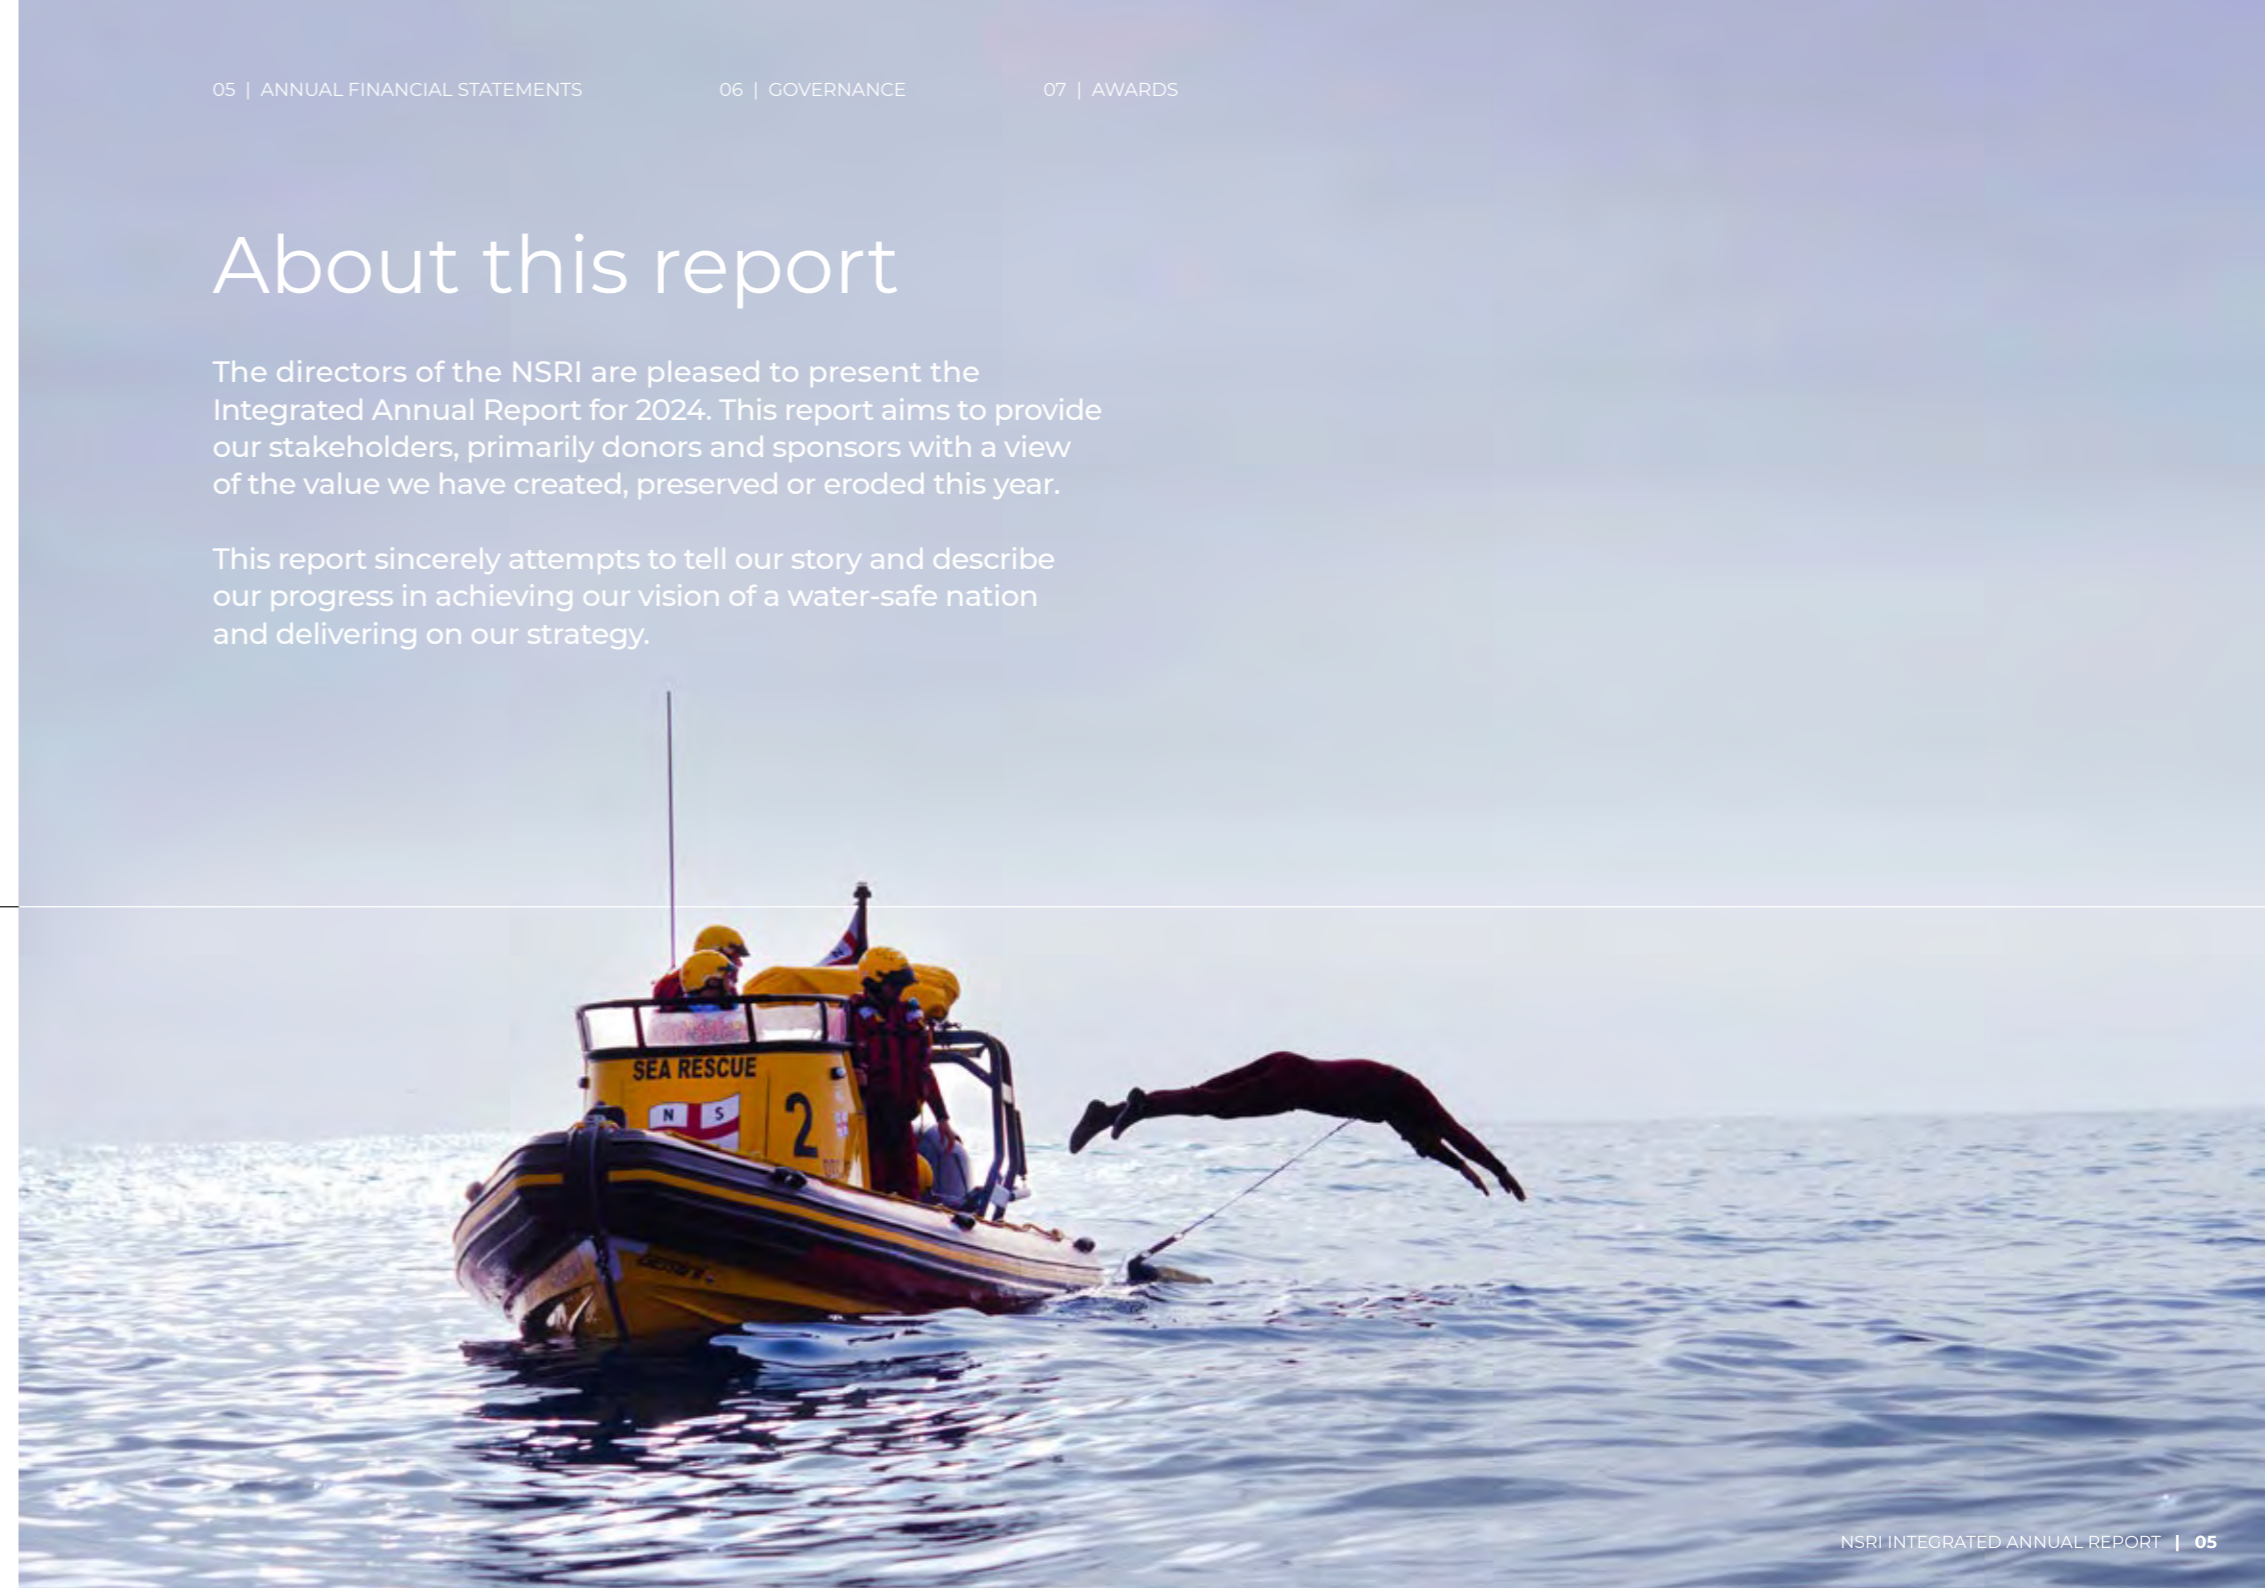 05 | ANNUAL FINANCIAL STATEMENTS
06 | GOVERNANCE
07 | AWARDS
About this report
The directors of the NSRI are pleased to present the
Integrated Annual Report for 2024. This report aims to provide
our stakeholders, primarily donors and sponsors with a view
of the value we have created, preserved or eroded this year.
This report sincerely attempts to tell our story and describe
our progress in achieving our vision of a water-safe nation
and delivering on our strategy.
SEA RESCUE
N S
2
NSRI INTEGRATED ANNUAL REPORT | 05